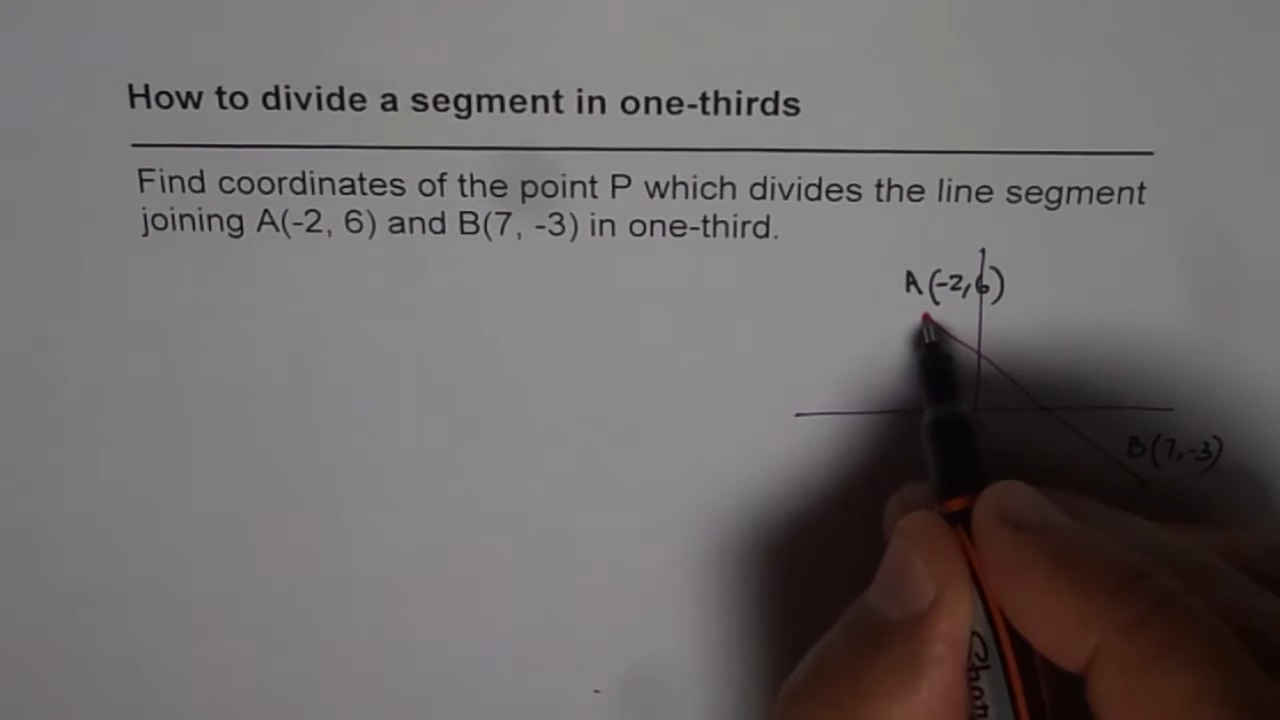 How to divide a segment in one-thirds
Find coordinates of the point P which divides the line segment
joining A(-2, 6) and B(7, -3) in one-third.
A(-2,6)
B(7,-3)